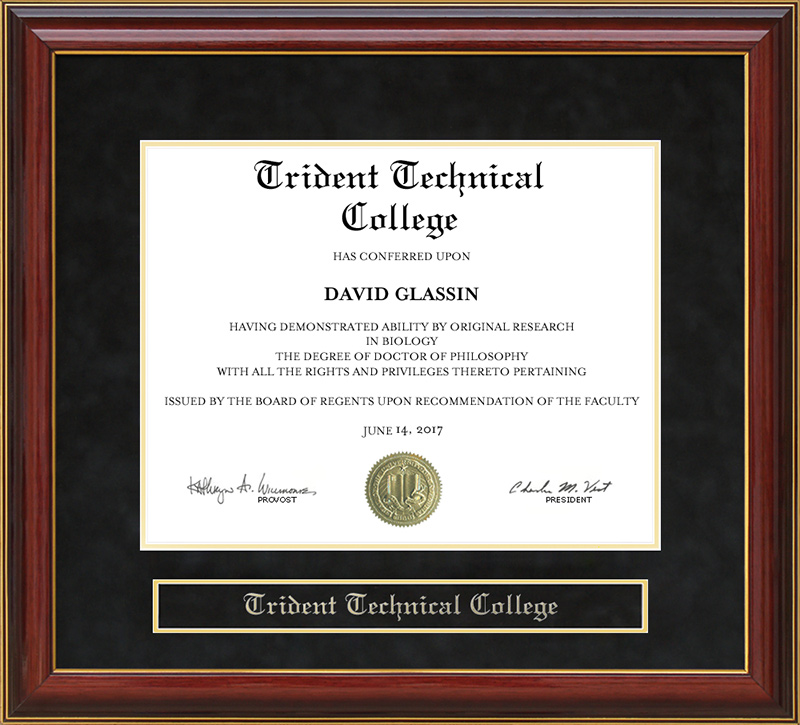 Trident Technical
College
HAS CONFERRED UPON
DAVID GLASSIN
HAVING DEMONSTRATED ABILITY BY ORIGINAL RESEARCH
IN BIOLOGY
THE DEGREE OF DOCTOR OF PHILOSOPHY
WITH ALL THE RIGHTS AND PRIVILEGES THERETO PERTAINING
ISSUED BY THE BOARD OF REGENTS UPON RECOMMENDATION OF THE FACULTY
JUNE 14, 2017
PROVOST
Charles M. Vest
PRESIDENT
Trident Technical College